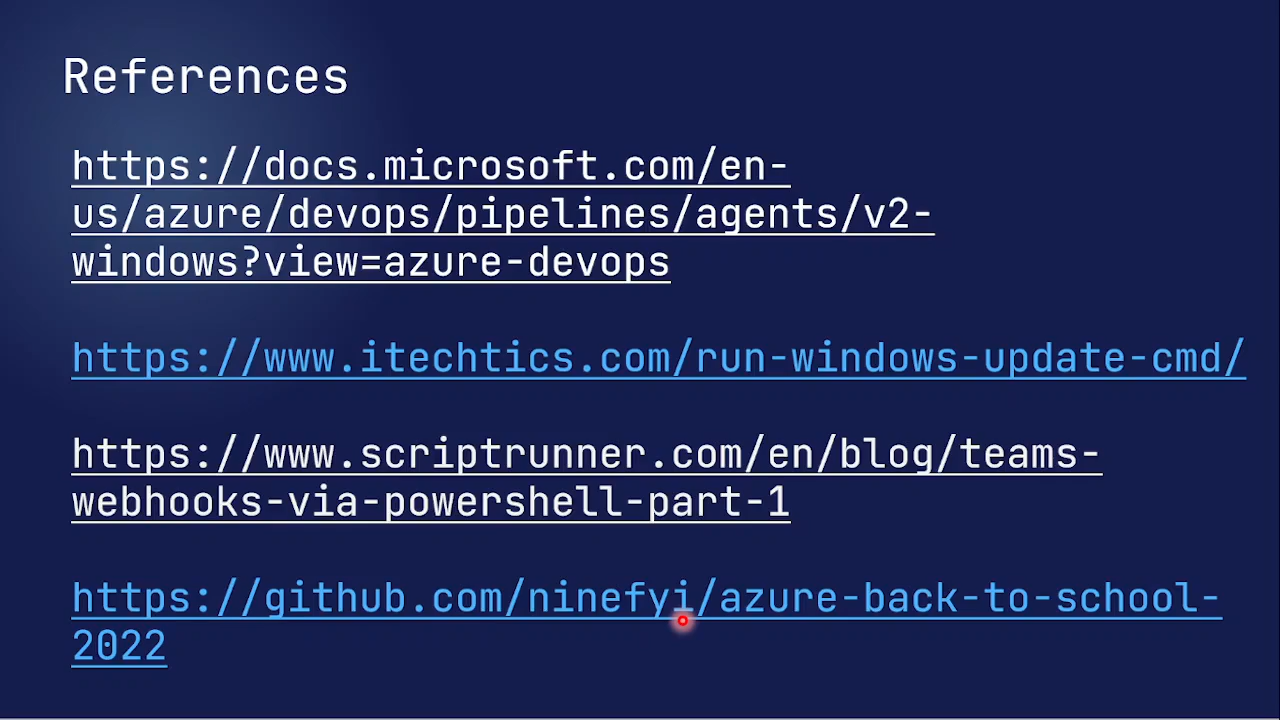 References
https://docs.microsoft.com/en-
us/azure/devops/pipelines/agents/v2-
windows?view=azure-devops
https://www.itechtics.com/run-windows-update-cmd/
https://www.scriptrunner.com/en/blog/teams-
webhooks-via-powershell-part-1
https://github.com/ninefyi/azure-back-to-school-
2022